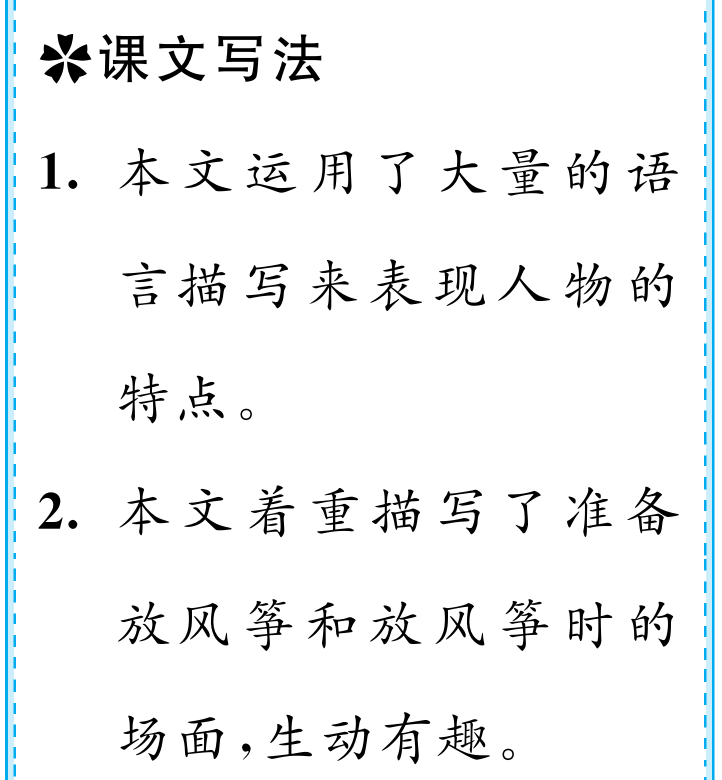 ✲课文写法
1. 本文运用了大量的语
言描写来表现人物的
特点。
2. 本文着重描写了准备
放风筝和放风筝时的
场面,生动有趣。